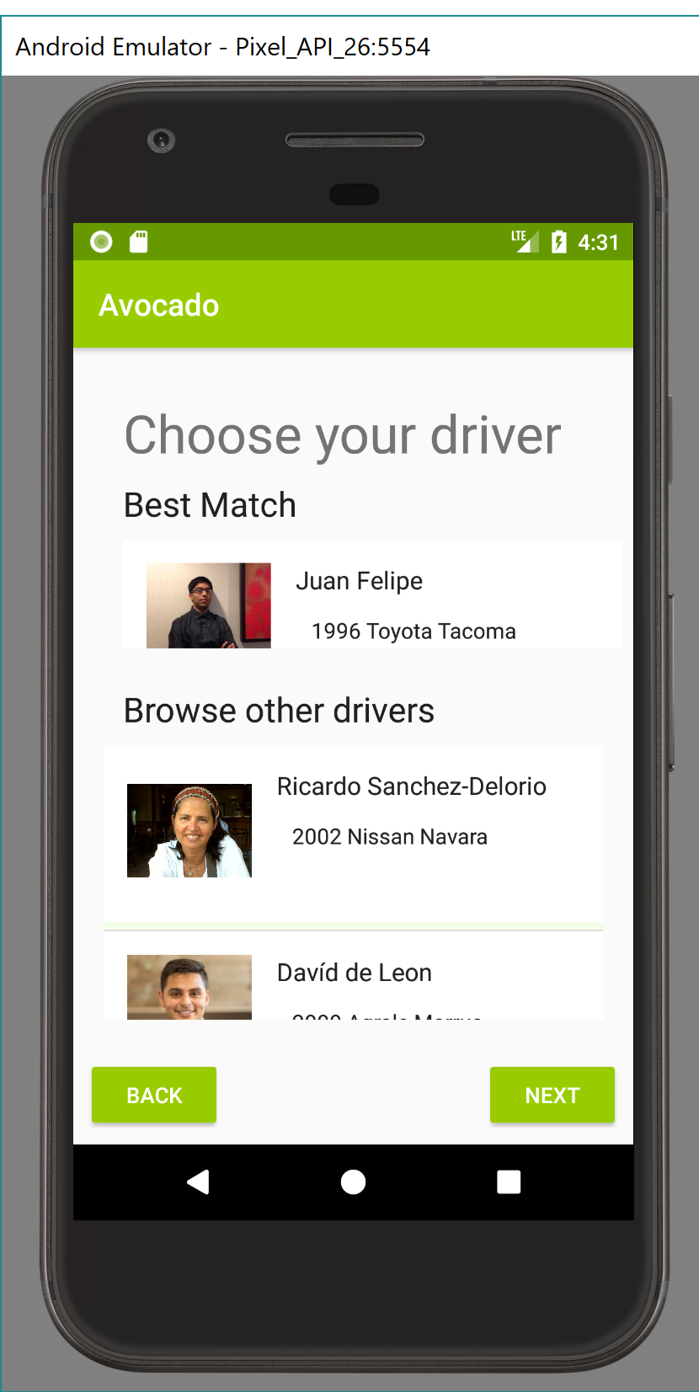 Android Emulator - Pixel_API_26:5554
LTE 4:31
Avocado
Choose your driver
Best Match
Juan Felipe
1996 Toyota Tacoma
Browse other drivers
Ricardo Sanchez-Delorio
2002 Nissan Navara
Davíd de Leon
BACK NEXT